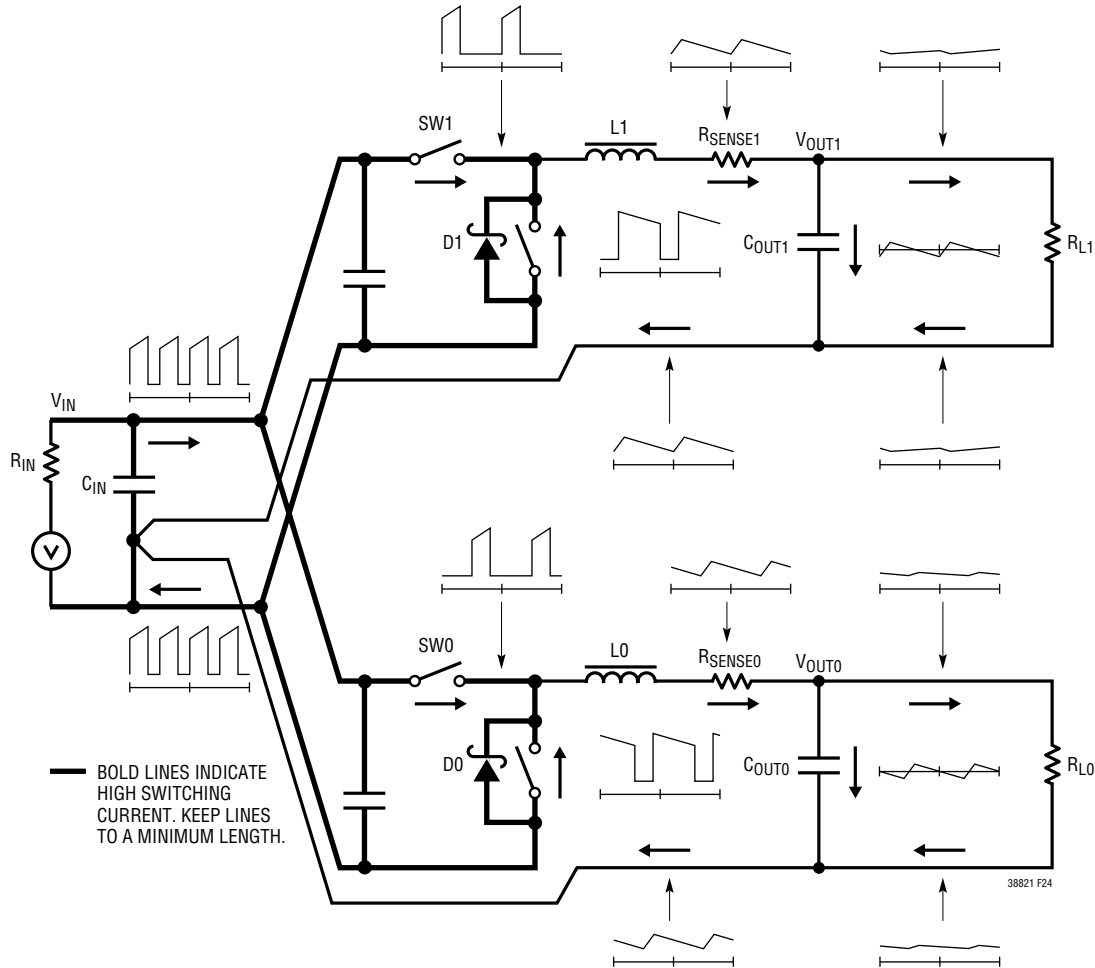 SW1
L1
RSENSE1
VOUT1
D1
COUT1
RL1
VIN
RIN
CIN
V
SW0
L0
RSENSE0
VOUT0
D0
COUT0
RL0
BOLD LINES INDICATE
HIGH SWITCHING
CURRENT. KEEP LINES
TO A MINIMUM LENGTH.
38821 F24